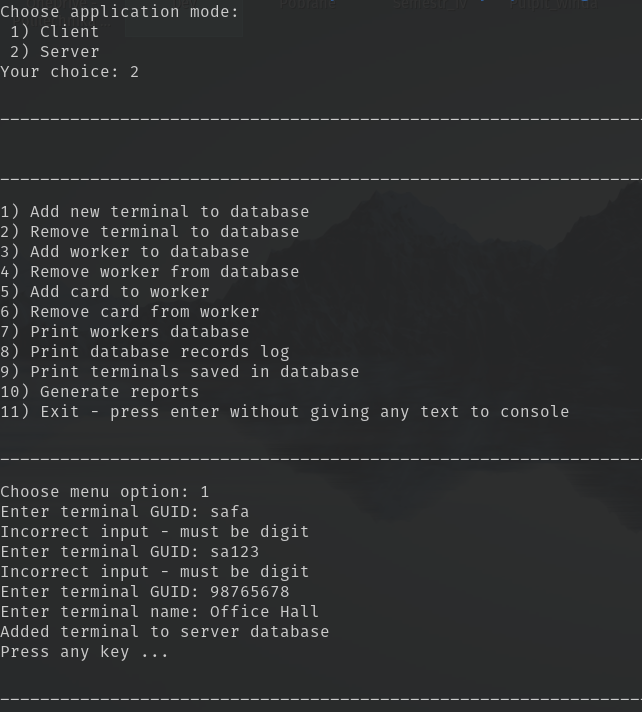 Choose application mode:
1) Client
2) Server
Your choice: 2
1) Add new terminal to database
2) Remove terminal to database
3) Add worker to database
4) Remove worker from database
5) Add card to worker
6) Remove card from worker
7) Print workers database
8) Print database records log
9) Print terminals saved in database
10) Generate reports
11) Exit - press enter without giving any text to console
Choose menu option: 1
Enter terminal GUID: safa
Incorrect input - must be digit
Enter terminal GUID: sa123
Incorrect input - must be digit
Enter terminal GUID: 98765678
Enter terminal name: Office Hall
Added terminal to server database
Press any key ...